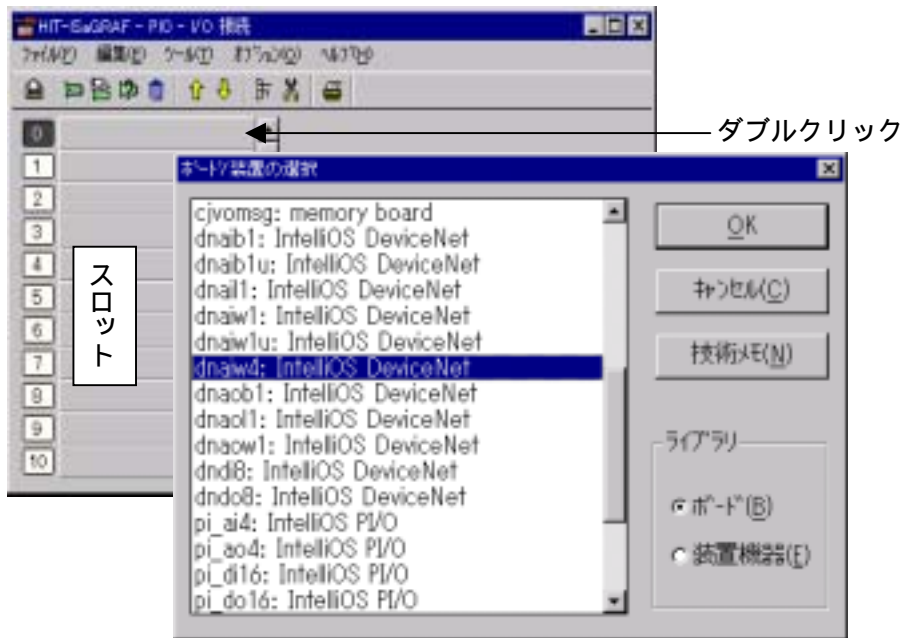 HIT-ISaGRAF - PIO - I/O 接続
ファイル(F) 編集(E) ツール(T) オプション(O) ヘルプ(H)
ダブルクリック
0
1
2
3
4
5
6
7
8
9
10
スロット
ボード/装置の選択
cjvomsg: memory board
dnaib1: IntelliOS DeviceNet
dnaib1u: IntelliOS DeviceNet
dnail1: IntelliOS DeviceNet
dnaiw1: IntelliOS DeviceNet
dnaiw1u: IntelliOS DeviceNet
dnaiw4: IntelliOS DeviceNet
dnaob1: IntelliOS DeviceNet
dnaol1: IntelliOS DeviceNet
dnaow1: IntelliOS DeviceNet
dndi8: IntelliOS DeviceNet
dndo8: IntelliOS DeviceNet
pi_ai4: IntelliOS PI/O
pi_ao4: IntelliOS PI/O
pi_di16: IntelliOS PI/O
pi_do16: IntelliOS PI/O
OK
キャンセル(C)
技術メモ(N)
ライブラリ
ボード(B)
装置機器(E)